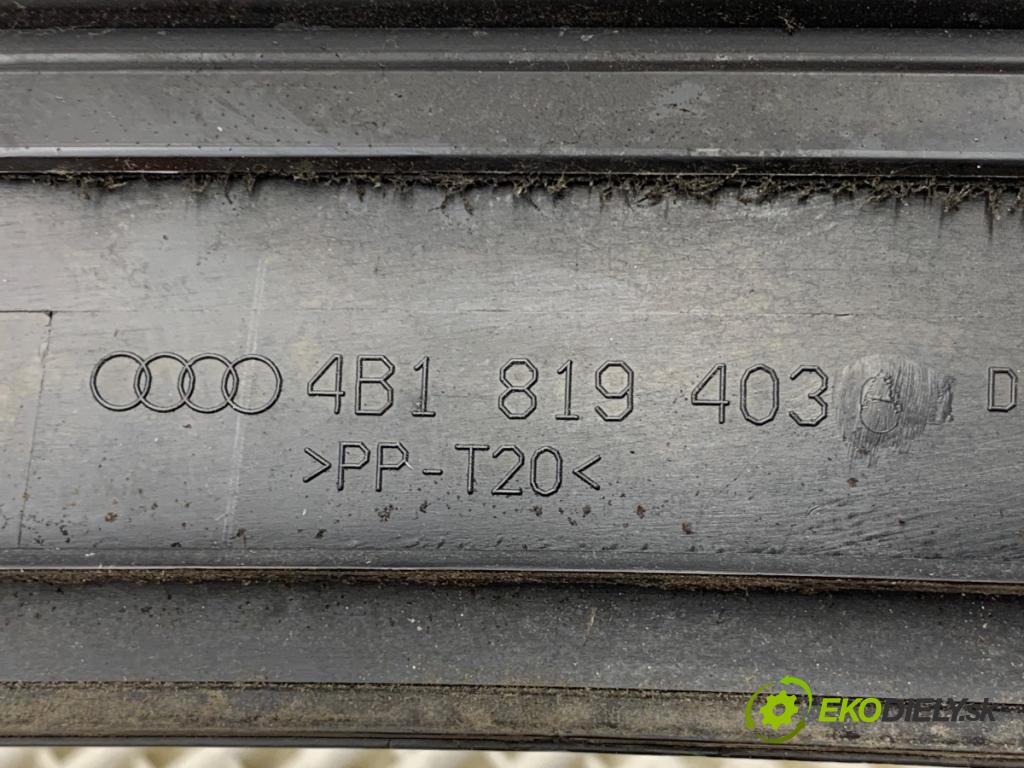 4B1 819 403 D
>PP-T20<
EKODIELY.sk